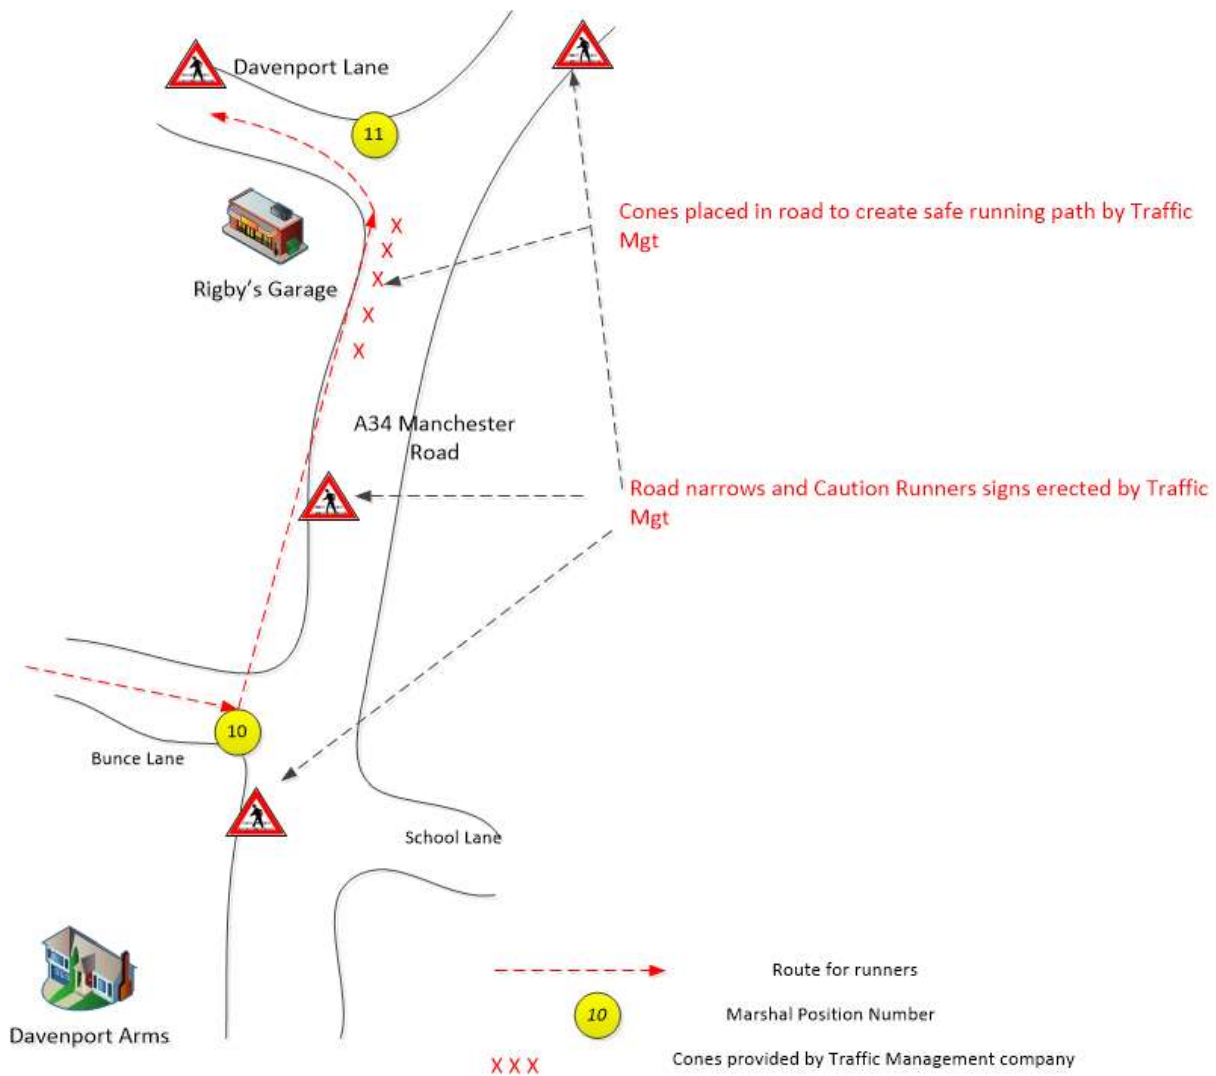 Davenport Lane
11
Cones placed in road to create safe running path by Traffic
Mgt
X
X
X
X
X
Rigby's Garage
A34 Manchester
Road
Road narrows and Caution Runners signs erected by Traffic
Mgt
10
Bunce Lane
School Lane
Davenport Arms
Route for runners
10
Marshal Position Number
X X X
Cones provided by Traffic Management company